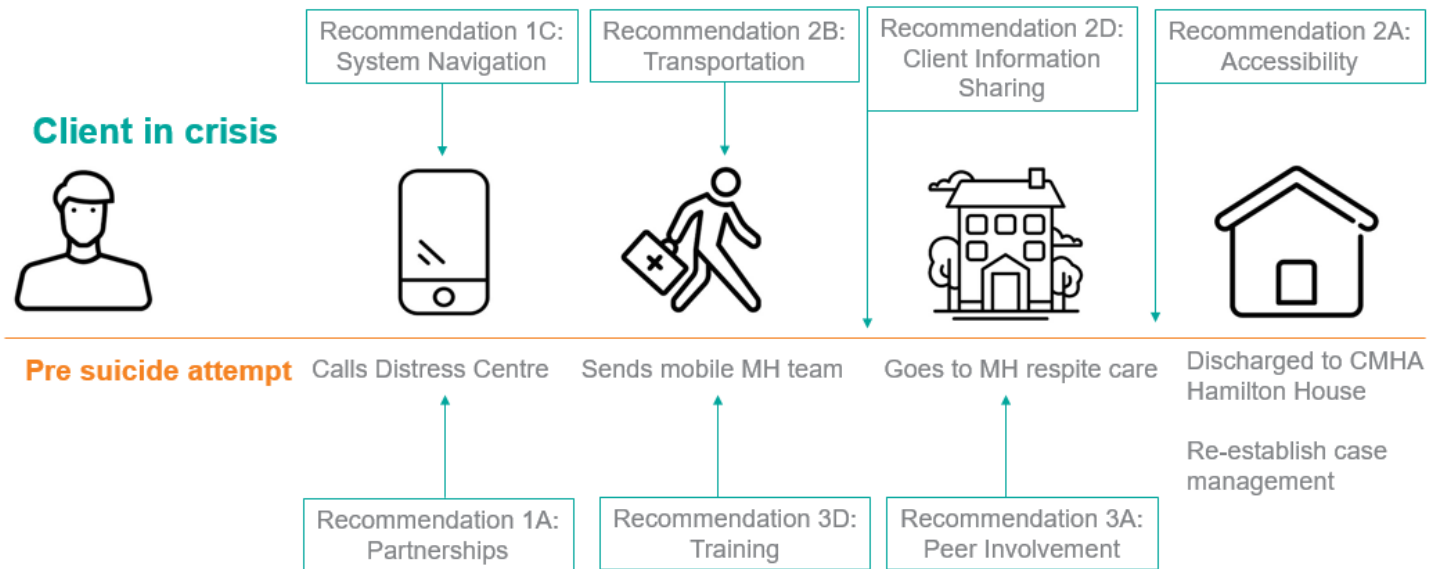 Recommendation 1C:
System Navigation
Recommendation 2B:
Transportation
Recommendation 2D:
Client Information
Sharing
Recommendation 2A:
Accessibility
Client in crisis
Pre suicide attempt
Calls Distress Centre
Sends mobile MH team
Goes to MH respite care
Discharged to CMHA
Hamilton House
Re-establish case
management
Recommendation 1A:
Partnerships
Recommendation 3D:
Training
Recommendation 3A:
Peer Involvement